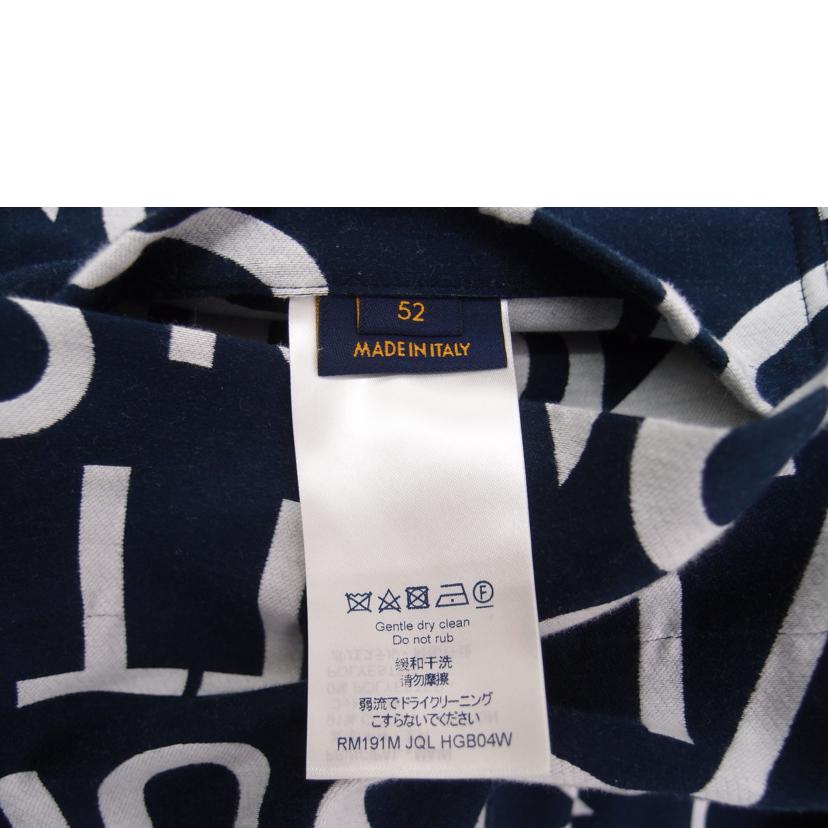 52
MADE IN ITALY
F
Gentle dry clean
Do not rub
缓和干洗
请勿摩擦
弱流でドライクリーニング
こすらないでください
RM191M JQL HGB04W